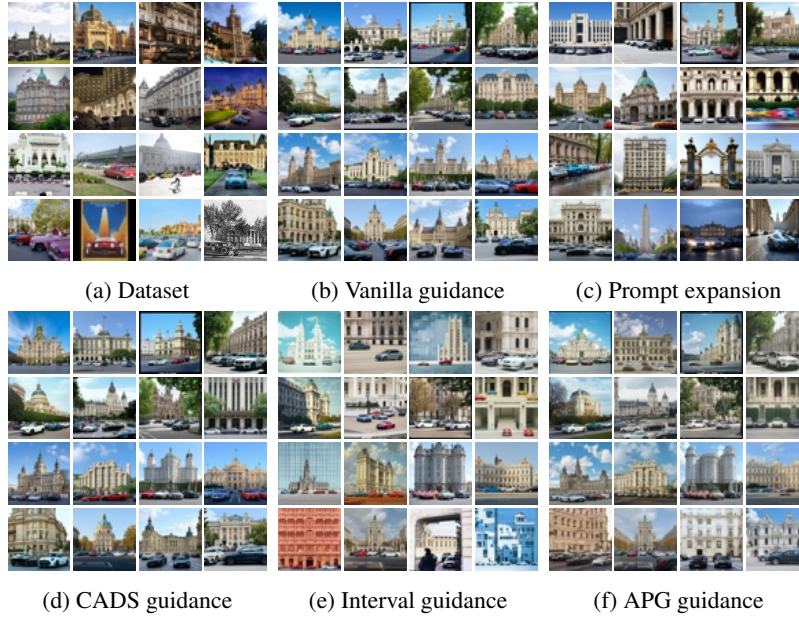 (a) Dataset
(b) Vanilla guidance
(c) Prompt expansion
(d) CADS guidance
(e) Interval guidance
(f) APG guidance